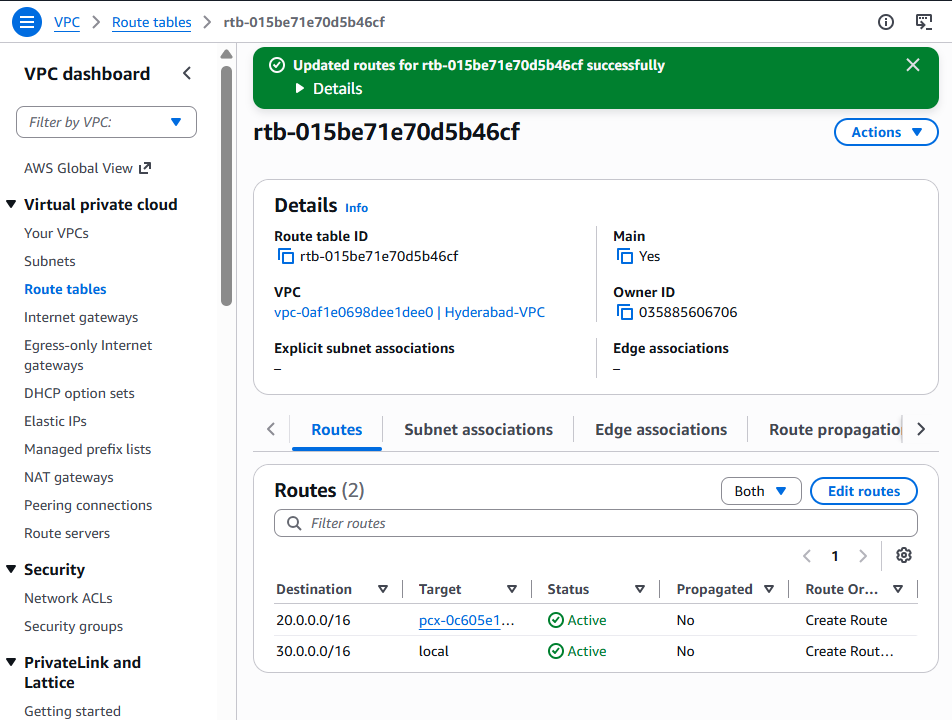 VPC > Route tables > rtb-015be71e70d5b46cf
VPC dashboard
Filter by VPC:
AWS Global View
Virtual private cloud
Your VPCs
Subnets
Route tables
Internet gateways
Egress-only Internet
gateways
DHCP option sets
Elastic IPs
Managed prefix lists
NAT gateways
Peering connections
Route servers
Security
Network ACLs
Security groups
PrivateLink and
Lattice
Getting started
Updated routes for rtb-015be71e70d5b46cf successfully
Details
rtb-015be71e70d5b46cf
Actions
Details Info
Route table ID
rtb-015be71e70d5b46cf
Main
Yes
VPC
vpc-0af1e0698dee1dee0 | Hyderabad-VPC
Owner ID
035885606706
Explicit subnet associations
–
Edge associations
–
Routes Subnet associations Edge associations Route propagatio
Routes (2)
Both
Edit routes
Filter routes
1
Destination Target Status Propagated Route Or...
20.0.0.0/16 pcx-0c605e1... Active No Create Route
30.0.0.0/16 local Active No Create Rout...